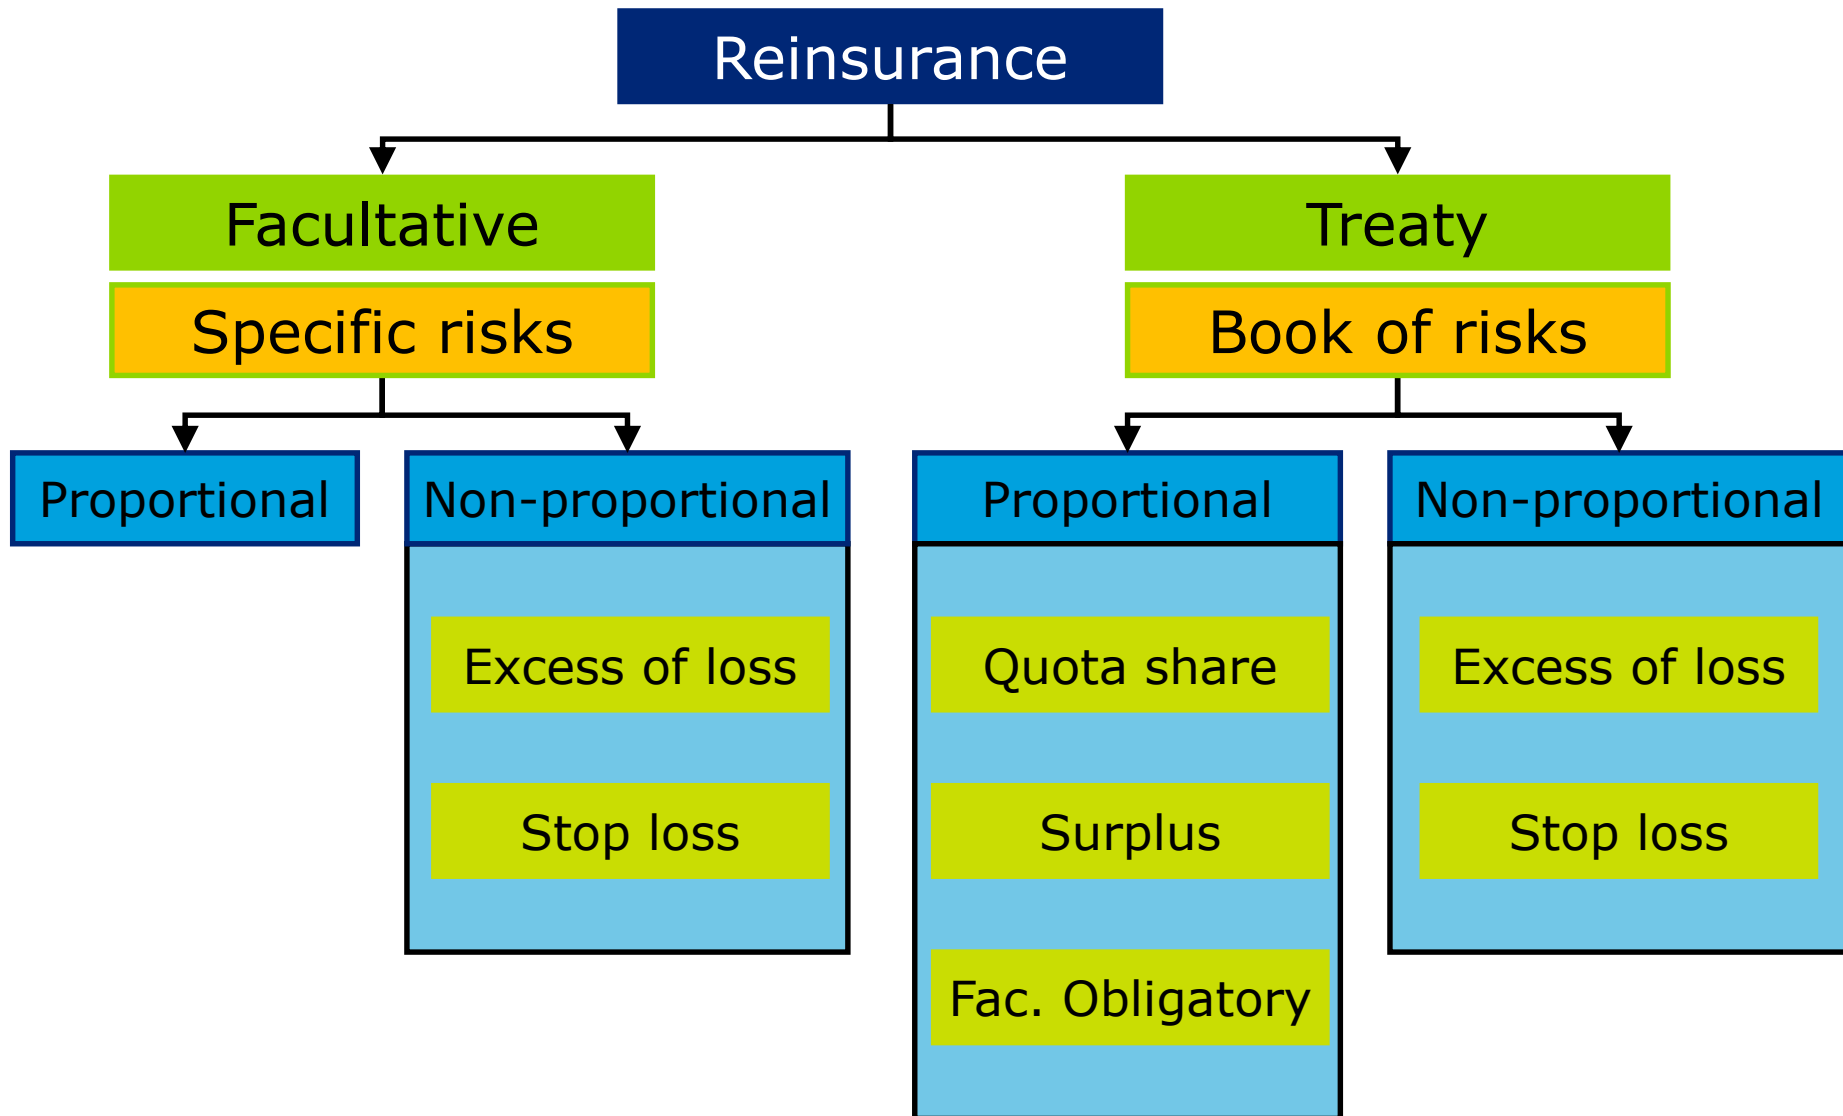 Reinsurance
Facultative
Treaty
Specific risks
Book of risks
Proportional
Non-proportional
Proportional
Non-proportional
Excess of loss
Quota share
Excess of loss
Stop loss
Surplus
Stop loss
Fac. Obligatory